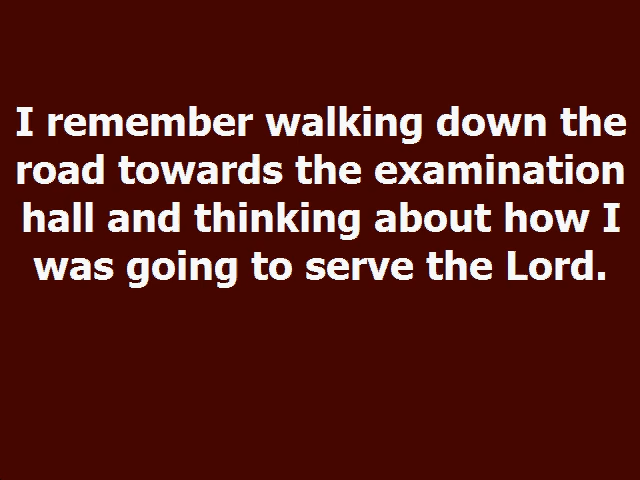 I remember walking down the
road towards the examination
hall and thinking about how I
was going to serve the Lord.